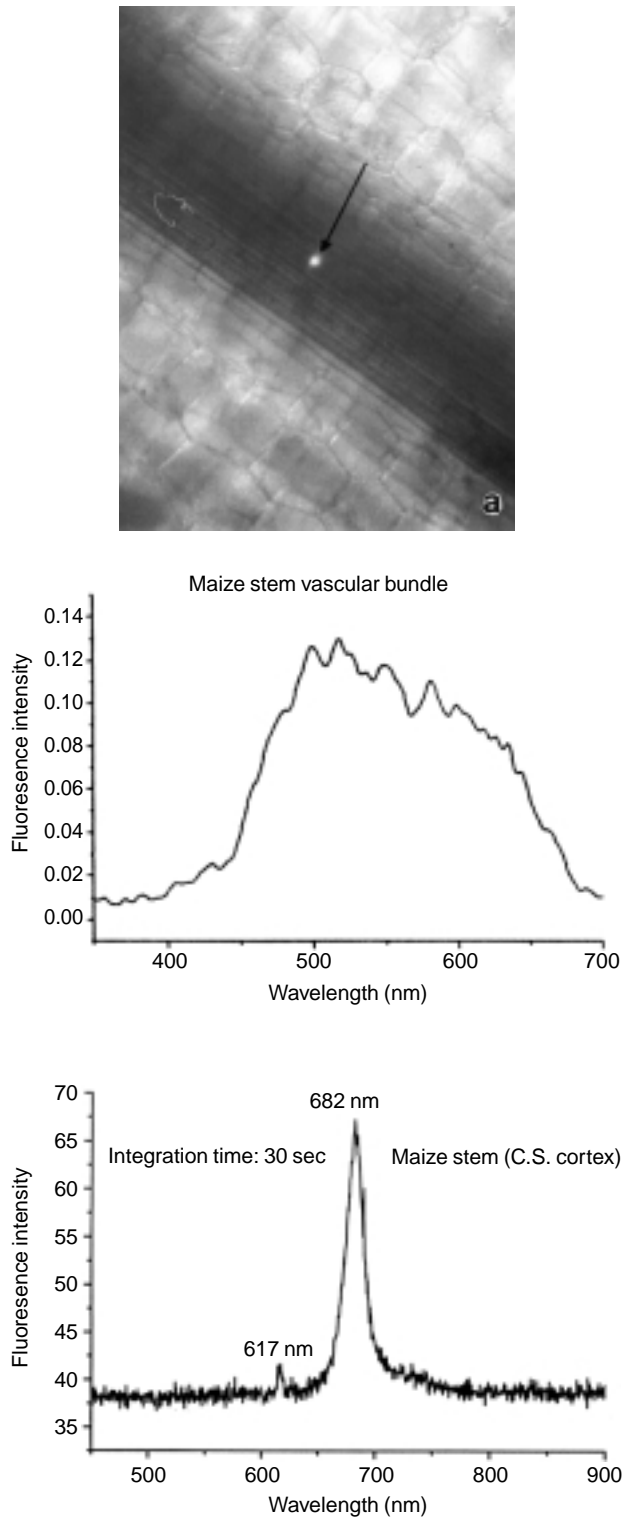 a
Maize stem vascular bundle
Fluoresence intensity
0.14
0.12
0.10
0.08
0.06
0.04
0.02
0.00
400
500
600
700
Wavelength (nm)
Fluoresence intensity
70
65
60
55
50
45
40
35
682 nm
Integration time: 30 sec
Maize stem (C.S. cortex)
617 nm
500
600
700
800
900
Wavelength (nm)